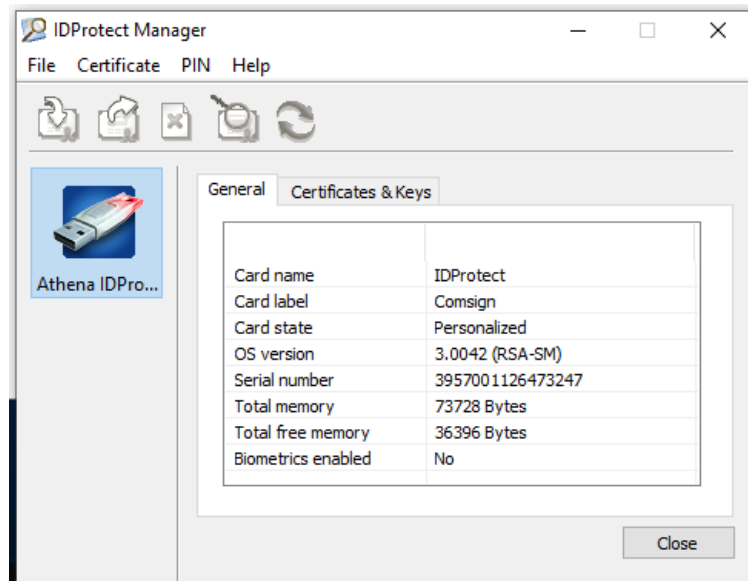 IDProtect Manager
File Certificate PIN Help
Athena IDPro...
General Certificates & Keys
Card name IDProtect
Card label Comsign
Card state Personalized
OS version 3.0042 (RSA-SM)
Serial number 3957001126473247
Total memory 73728 Bytes
Total free memory 36396 Bytes
Biometrics enabled No
Close